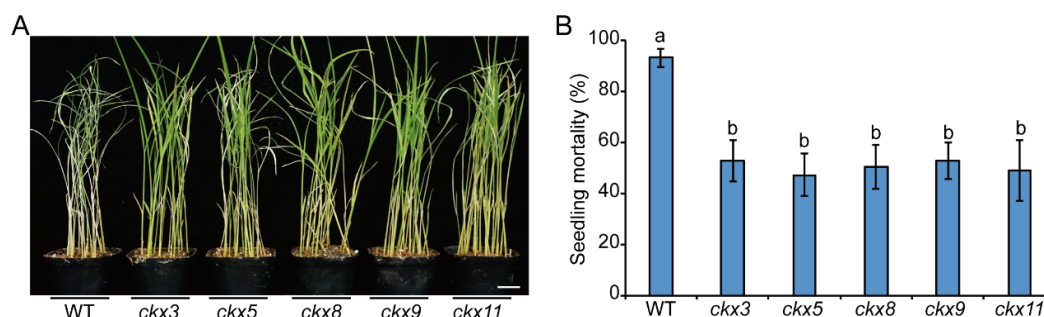 A
WT
ckx3
ckx5
ckx8
ckx9
ckx11
B
Seedling mortality (%)
100
80
60
40
20
0
a
b
b
b
b
b
WT
ckx3
ckx5
ckx8
ckx9
ckx11